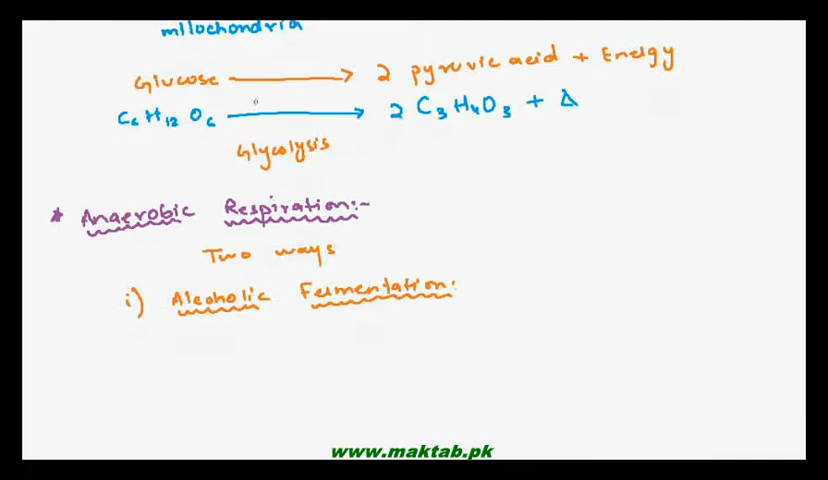 mitochondria
Glucose → 2 pyruvic acid + Energy
C₆H₁₂O₆ → 2 C₃H₄O₃ + Δ
Glycolysis
* Anaerobic Respiration:-
Two ways
i) Alcoholic Fermentation:
www.maktab.pk